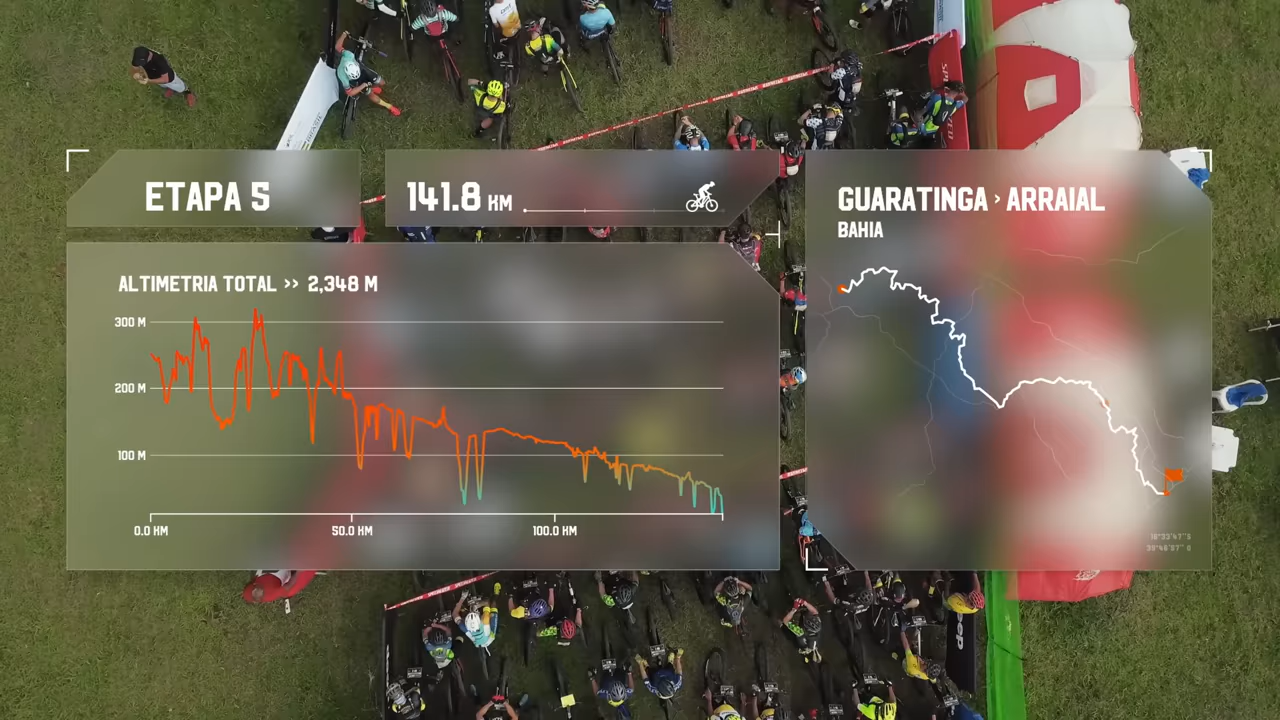 ETAPA 5
141.8 KM
GUARATINGA > ARRAIAL
BAHIA
ALTIMETRIA TOTAL >> 2,348 M
300 M
200 M
100 M
0.0 KM
50.0 KM
100.0 KM